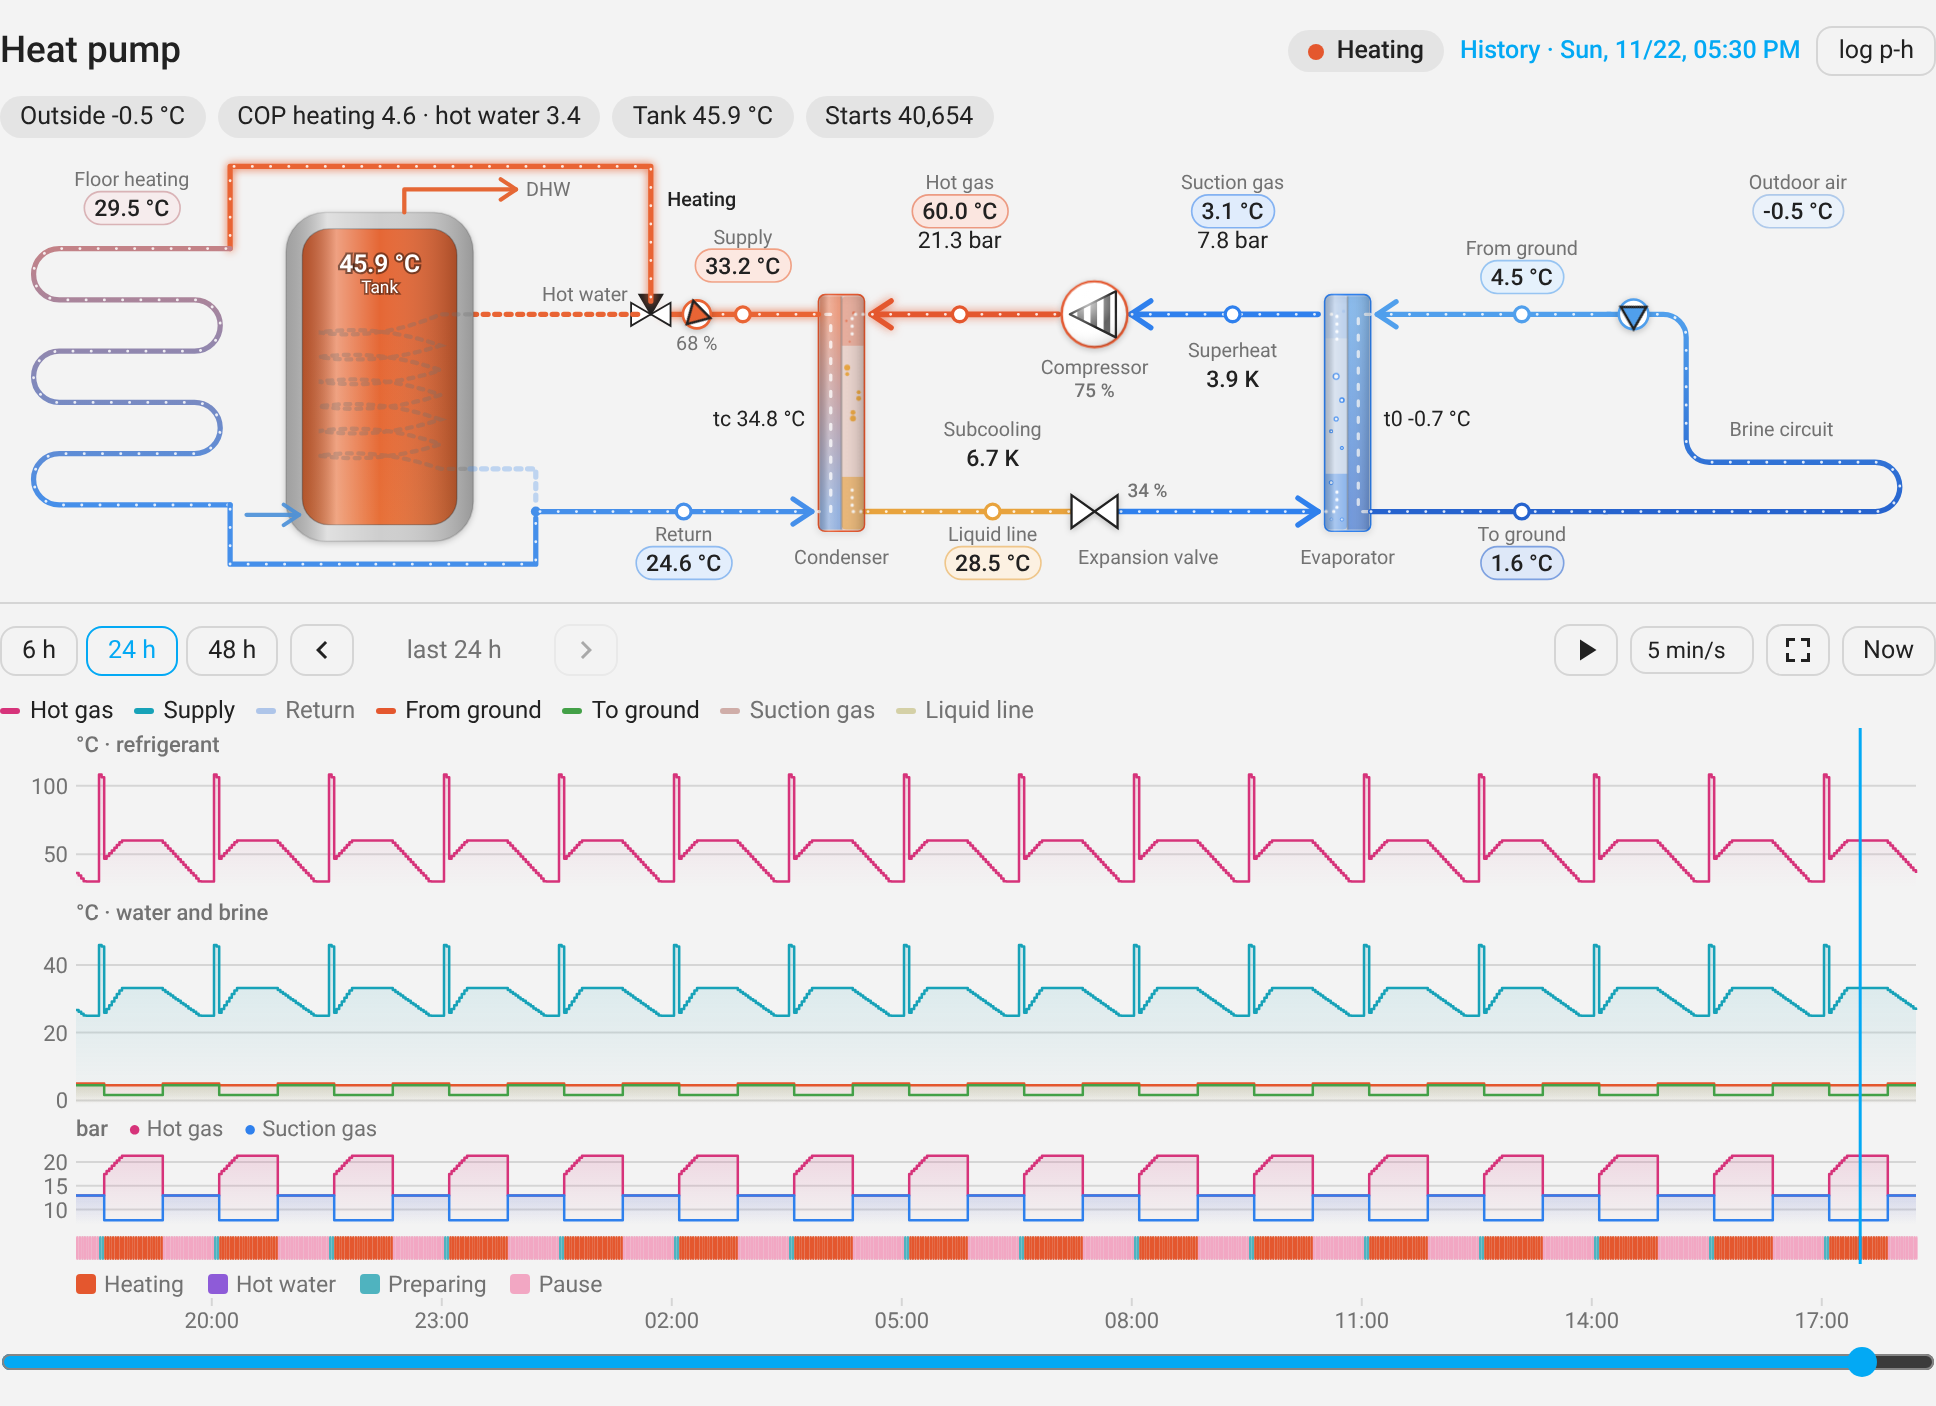 Heat pump
Heating
History · Sun, 11/22, 05:30 PM
log p-h
Outside -0.5 °C
COP heating 4.6 · hot water 3.4
Tank 45.9 °C
Starts 40,654
Floor heating
29.5 °C
DHW
45.9 °C
Tank
Hot water
Heating
Supply
33.2 °C
68 %
Hot gas
60.0 °C
21.3 bar
Suction gas
3.1 °C
7.8 bar
Outdoor air
-0.5 °C
From ground
4.5 °C
Compressor
75 %
Superheat
3.9 K
tc 34.8 °C
Subcooling
6.7 K
t0 -0.7 °C
Brine circuit
34 %
Return
24.6 °C
Condenser
Liquid line
28.5 °C
Expansion valve
Evaporator
To ground
1.6 °C
6 h
24 h
48 h
last 24 h
5 min/s
Now
Hot gas
Supply
Return
From ground
To ground
Suction gas
Liquid line
°C · refrigerant
100
50
°C · water and brine
40
20
0
bar
Hot gas
Suction gas
20
15
10
Heating
Hot water
Preparing
Pause
20:00
23:00
02:00
05:00
08:00
11:00
14:00
17:00